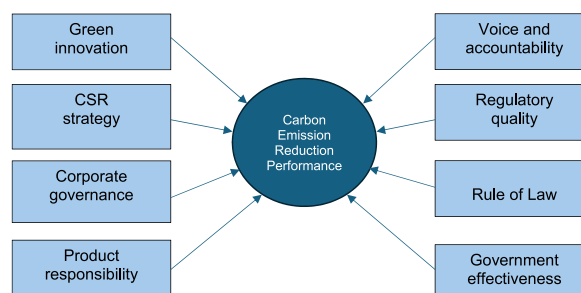 Green
innovation
CSR
strategy
Corporate
governance
Product
responsibility
Carbon
Emission
Reduction
Performance
Voice and
accountability
Regulatory
quality
Rule of Law
Government
effectiveness